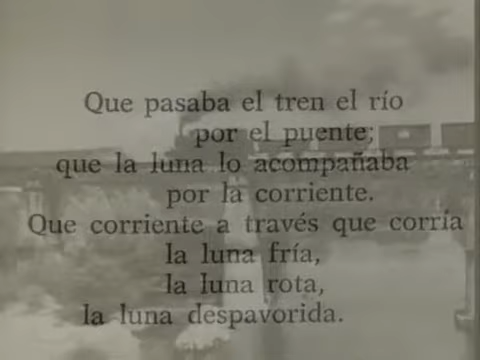 Que pasaba el tren el río
por el puente;
que la luna lo acompañaba
por la corriente.
Que corriente a través que corría
la luna fría,
la luna rota,
la luna despavorida.